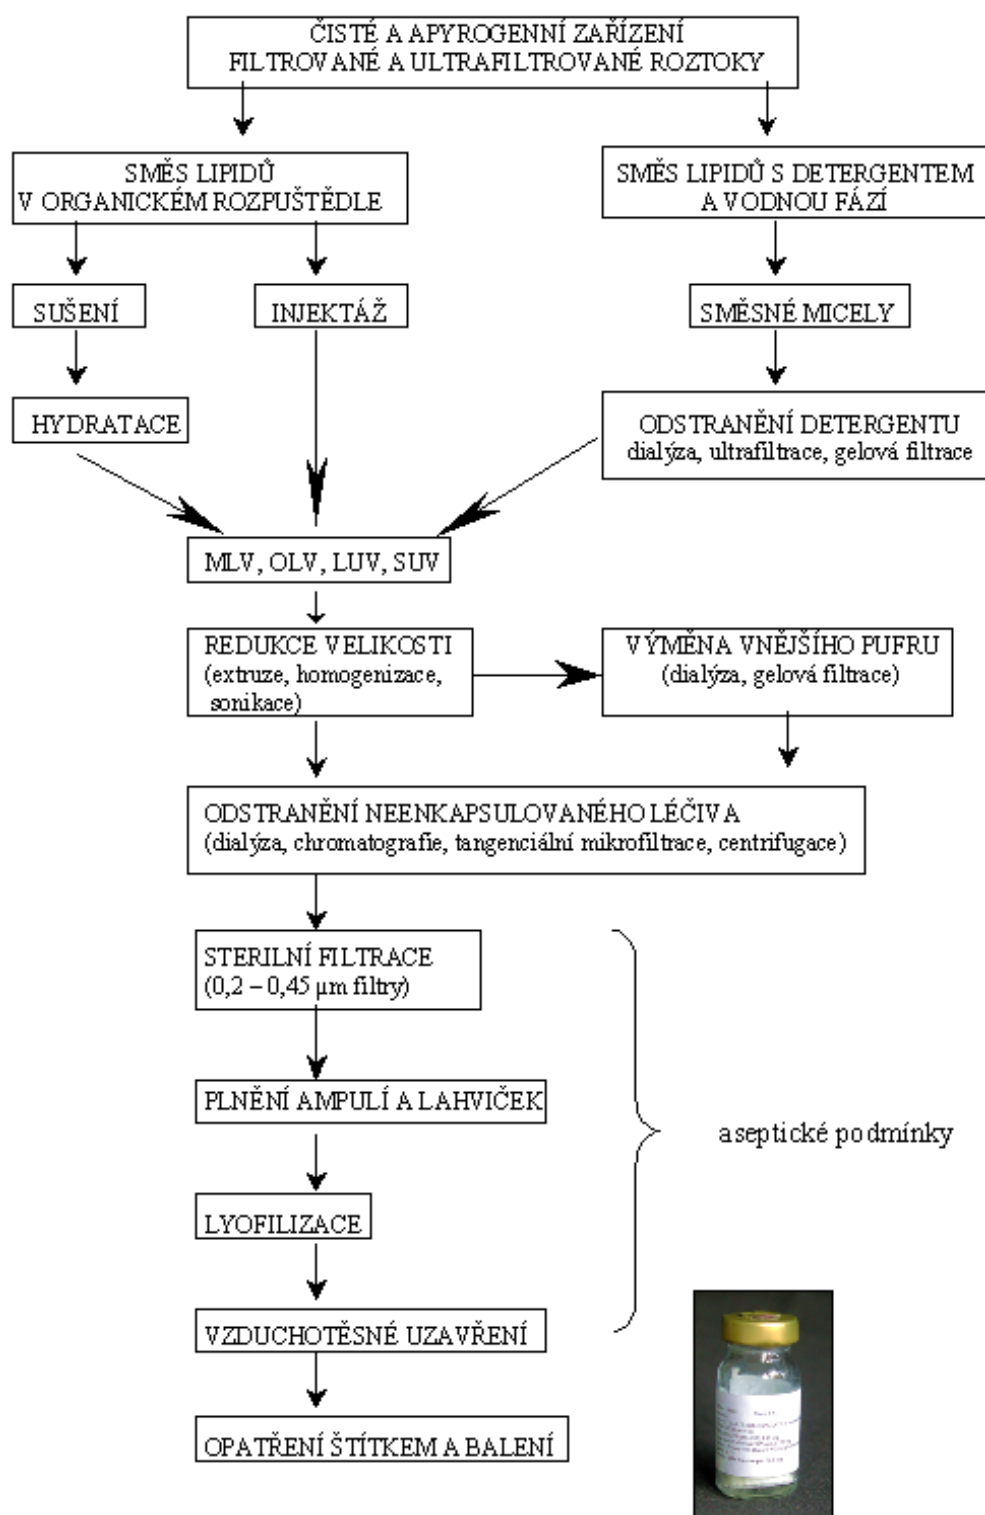 ČISTÉ A APYROGENNÍ ZAŘÍZENÍ
FILTROVANÉ A ULTRAFILTROVANÉ ROZTOKY
SMĚS LIPIDŮ
V ORGANICKÉM ROZPUŠTĚDLE
SMĚS LIPIDŮ S DETERGENTEM
A VODNOU FÁZÍ
SUŠENÍ
INJEKTÁŽ
SMĚSNÉ MICELY
HYDRATACE
ODSTRANĚNÍ DETERGENTU
dialýza, ultrafiltrace, gelová filtrace
MLV, OLV, LUV, SUV
REDUKCE VELIKOSTI
(extruze, homogenizace,
sonikace)
VÝMĚNA VNĚJŠÍHO PUFRU
(dialýza, gelová filtrace)
ODSTRANĚNÍ NEENKAPSULOVANÉHO LÉČIVA
(dialýza, chromatografie, tangenciální mikrofiltrace, centrifugace)
STERILNÍ FILTRACE
(0,2 – 0,45 µm filtry)
PLNĚNÍ AMPULÍ A LAHVIČEK
aseptické podmínky
LYOFILIZACE
VZDUCHOTĚSNÉ UZAVŘENÍ
OPATŘENÍ ŠTÍTKEM A BALENÍ